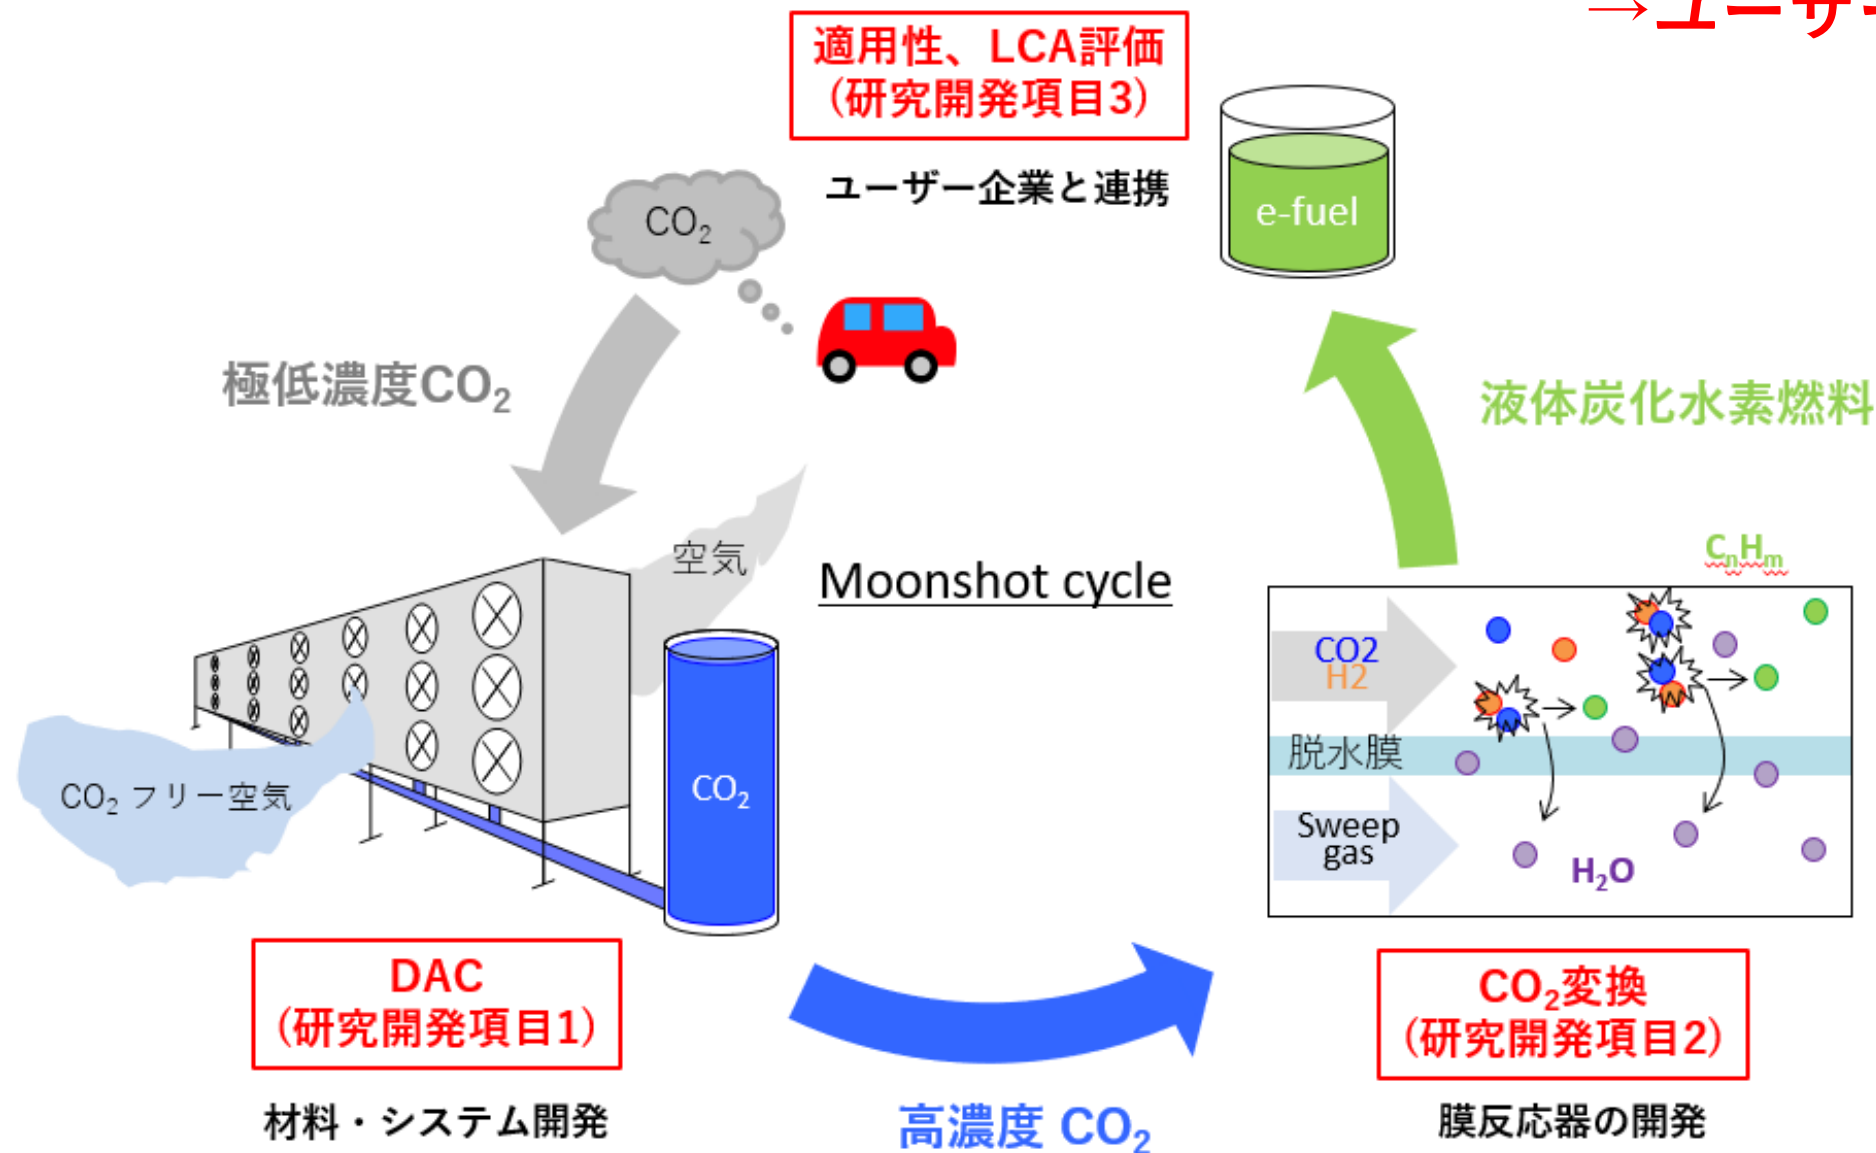 →ユーザー
適用性、LCA評価
(研究開発項目3)
ユーザー企業と連携
CO₂
e-fuel
極低濃度CO₂
液体炭化水素燃料
空気
Moonshot cycle
CₙHₘ
CO2
H2
脱水膜
Sweep
gas
H₂O
CO₂ フリー空気
CO₂
DAC
(研究開発項目1)
材料・システム開発
高濃度 CO₂
CO₂変換
(研究開発項目2)
膜反応器の開発